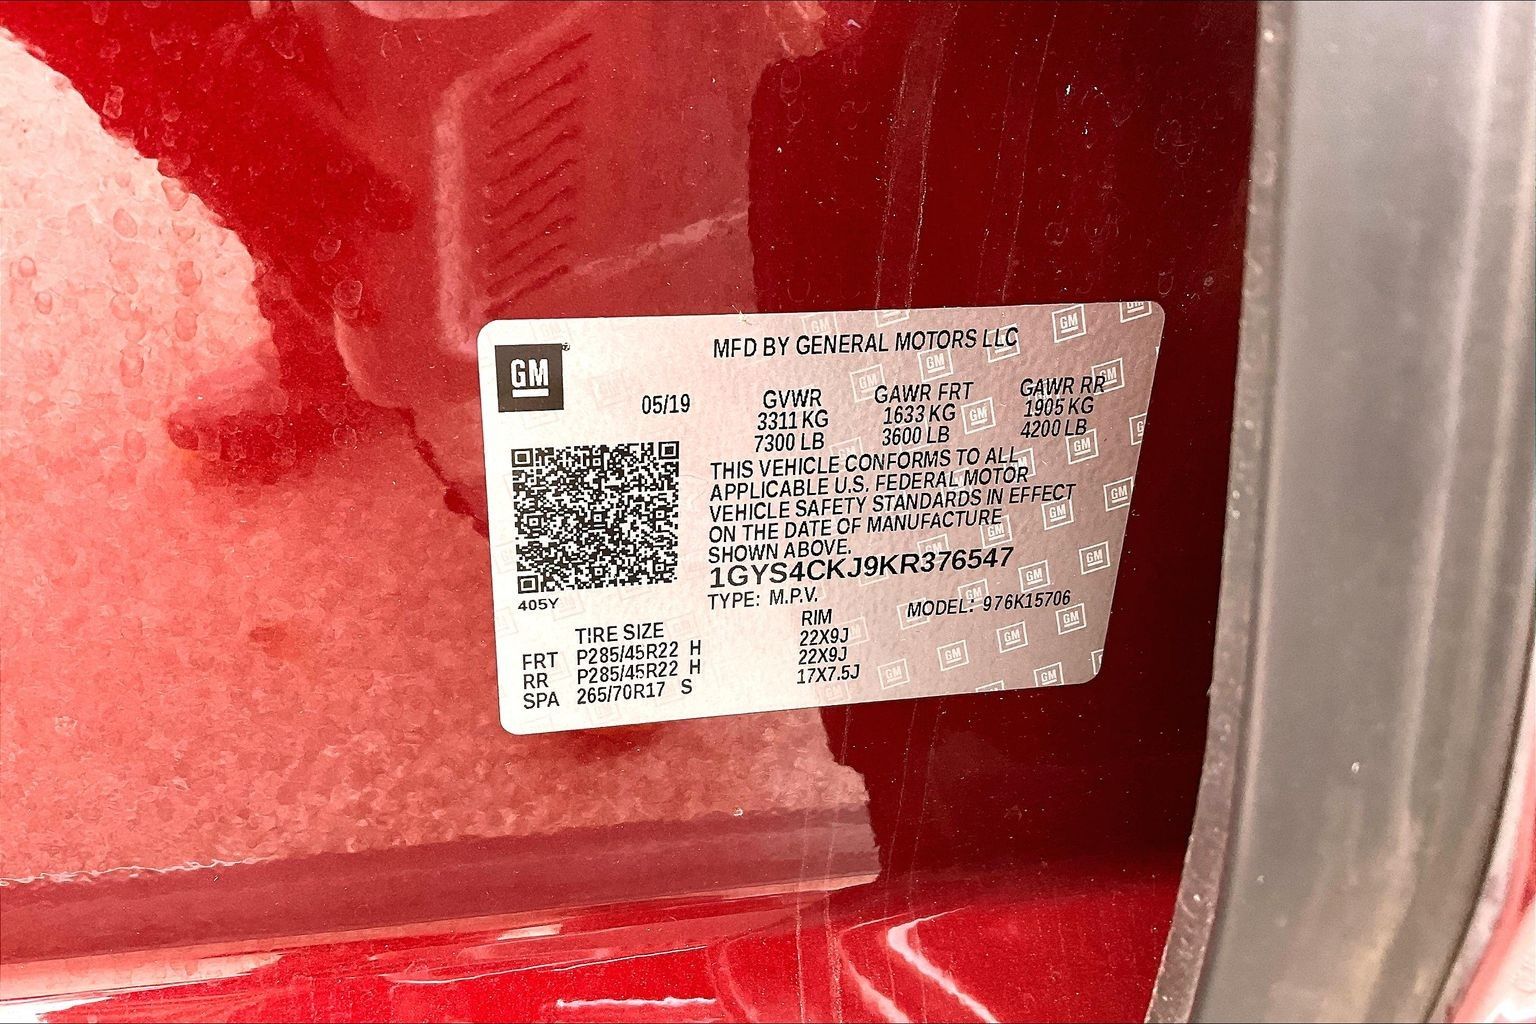 GM
MFD BY GENERAL MOTORS LLC
05/19
GVWR GAWR FRT GAWR RR
3311 KG 1633 KG 1905 KG
7300 LB 3600 LB 4200 LB
THIS VEHICLE CONFORMS TO ALL
APPLICABLE U.S. FEDERAL MOTOR
VEHICLE SAFETY STANDARDS IN EFFECT
ON THE DATE OF MANUFACTURE
SHOWN ABOVE.
1GYS4CKJ9KR376547
405Y
TYPE: M.P.V. MODEL: 976K15706
TIRE SIZE RIM
FRT P285/45R22 H 22X9J
RR P285/45R22 H 22X9J
SPA 265/70R17 S 17X7.5J